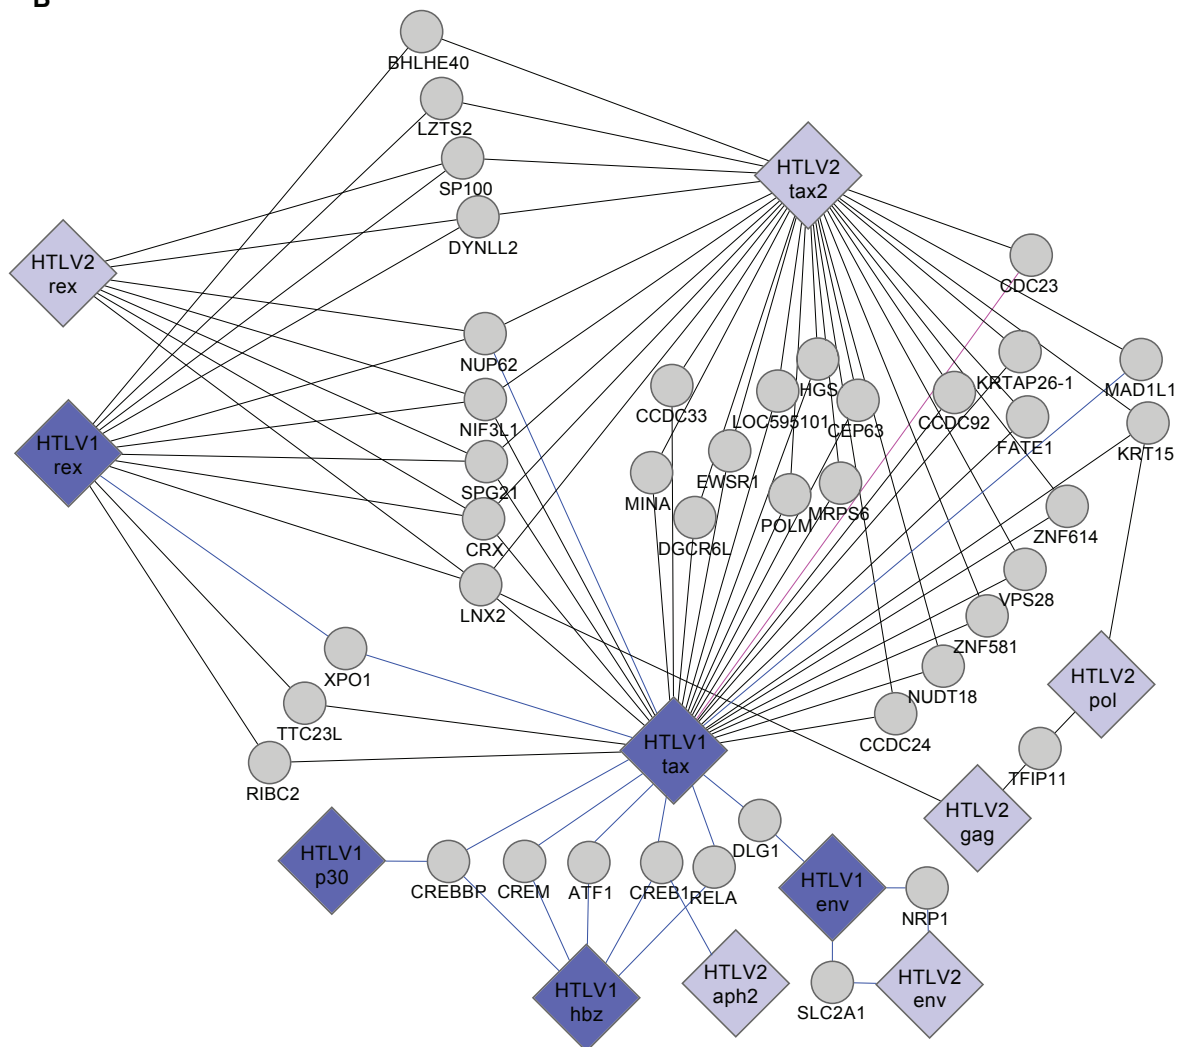 B
BHLHE40
LZTS2
SP100
DYNLL2
HTLV2
tax2
HTLV2
rex
CDC23
NUP62
NIF3L1
SPG21
CRX
LNX2
HTLV1
rex
CCDC33
LOC595101
HGS
CEP63
CCDC92
KRTAP26-1
MAD1L1
FATE1
KRT15
MINA
EWSR1
DGCR6L
POLM
MRPS6
ZNF614
VPS28
ZNF581
NUDT18
CCDC24
XPO1
TTC23L
RIBC2
HTLV1
tax
HTLV2
pol
TFIP11
HTLV2
gag
HTLV1
p30
CREBBP
CREM
ATF1
CREB1
RELA
DLG1
HTLV1
env
NRP1
HTLV1
hbz
HTLV2
aph2
SLC2A1
HTLV2
env